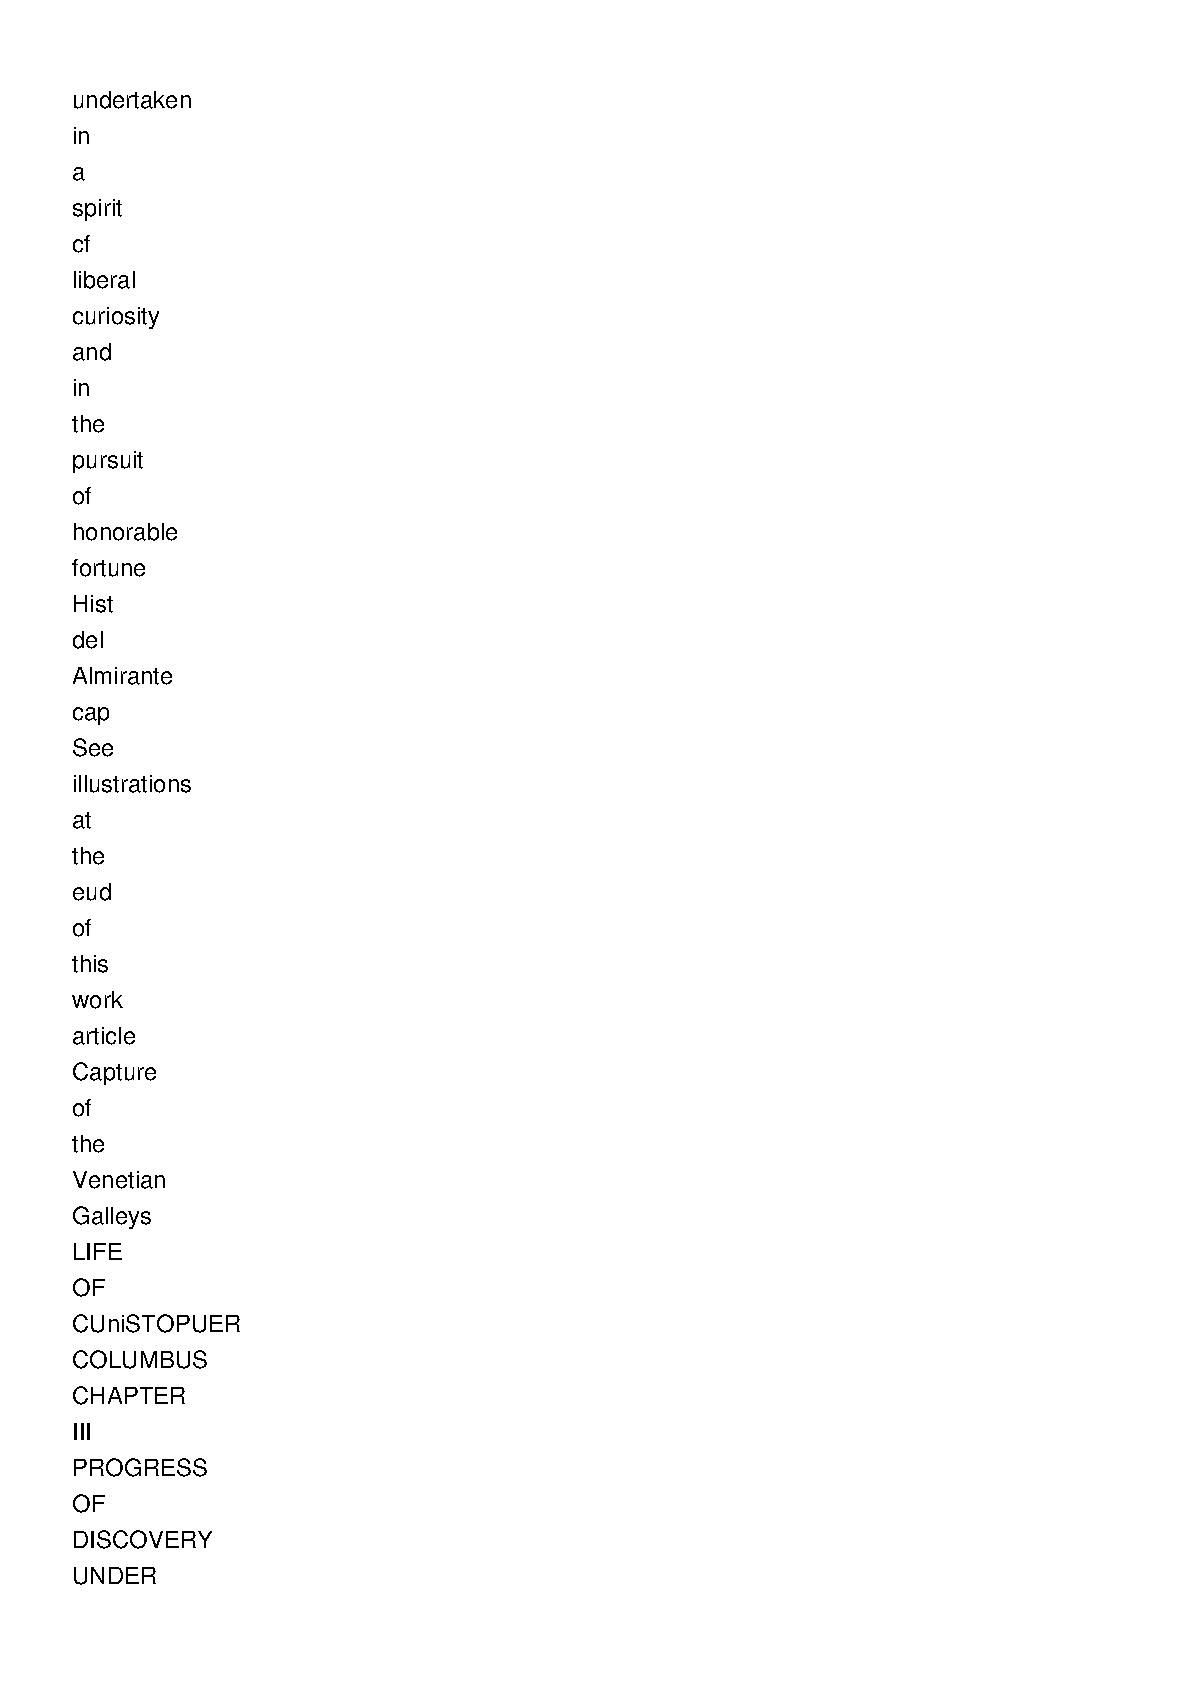 undertaken
in
a
spirit
cf
liberal
curiosity
and
in
the
pursuit
of
honorable
fortune
Hist
del
Almirante
cap
See
illustrations
at
the
eud
of
this
work
article
Capture
of
the
Venetian
Galleys
LIFE
OF
CUniSTOPUER
COLUMBUS
CHAPTER
III
PROGRESS
OF
DISCOVERY
UNDER